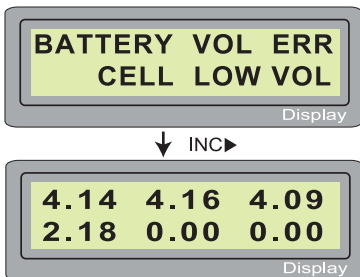 BATTERY VOL ERR
CELL LOW VOL
Display
INC▶
4.14 4.16 4.09
2.18 0.00 0.00
Display